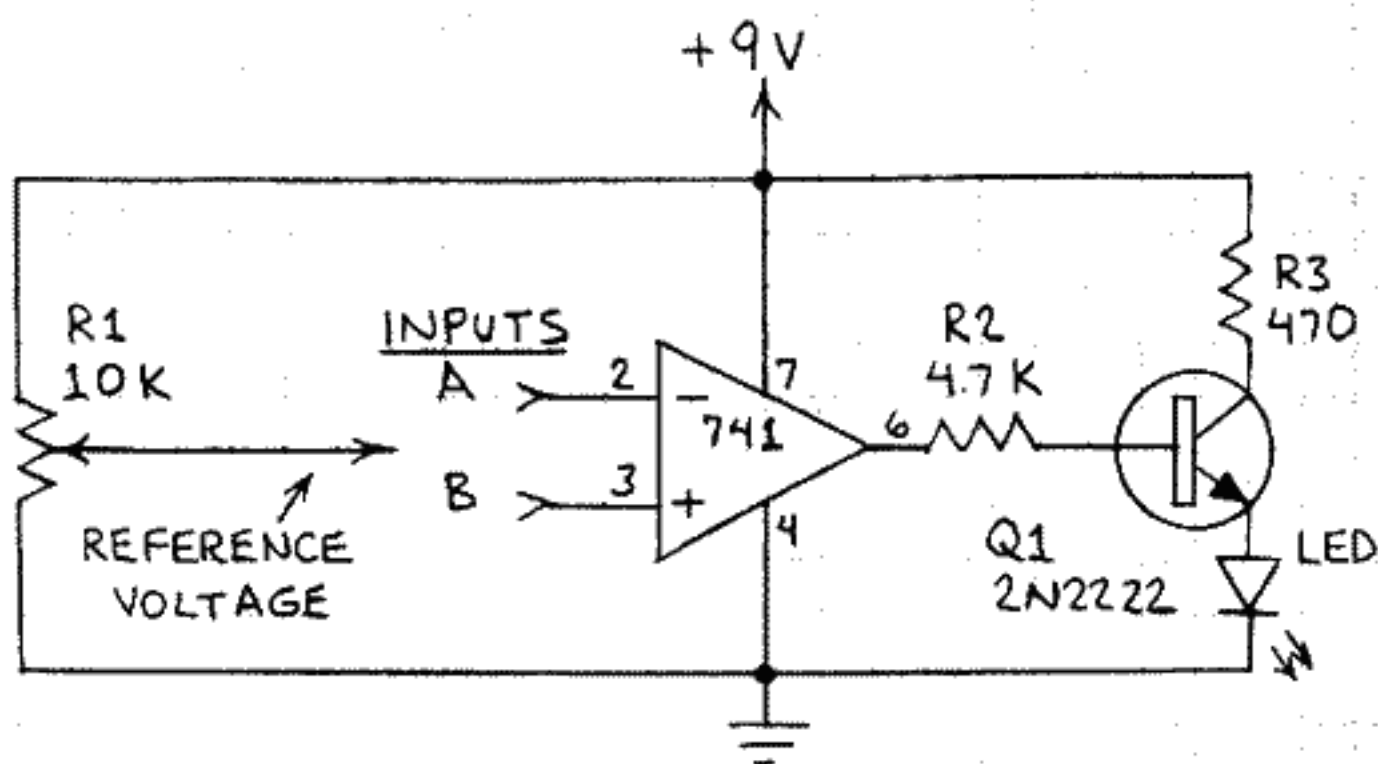 +9V
R1
10K
INPUTS
A
B
2
3
-
+
741
7
4
6
R2
4.7K
R3
470
Q1
2N2222
LED
REFERENCE
VOLTAGE